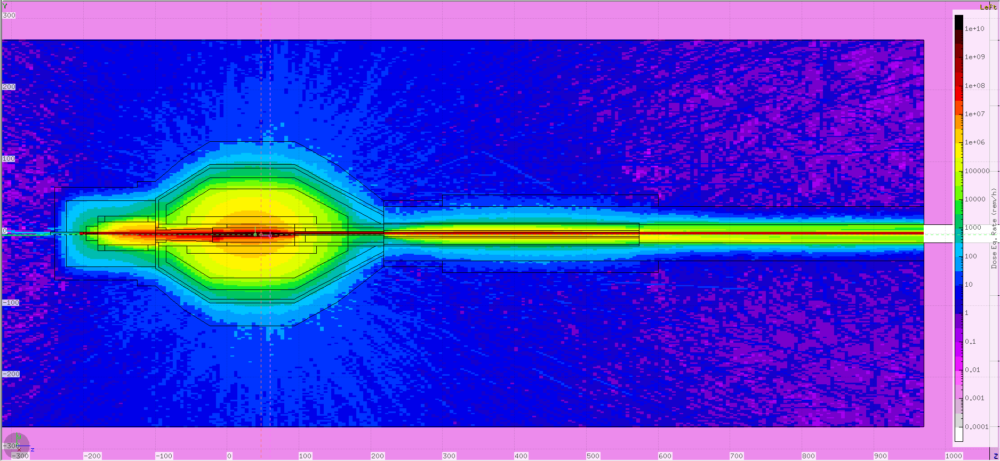 Y
Left
300
200
100
0
-100
-200
-300
1e+10
1e+09
1e+08
1e+07
1e+06
100000
10000
1000
100
10
1
0.1
0.01
0.001
0.0001
Dose Eq. Rate (rem/h)
Y
x
z
-300
-200
-100
0
100
200
300
400
500
600
700
800
900
1000
Z